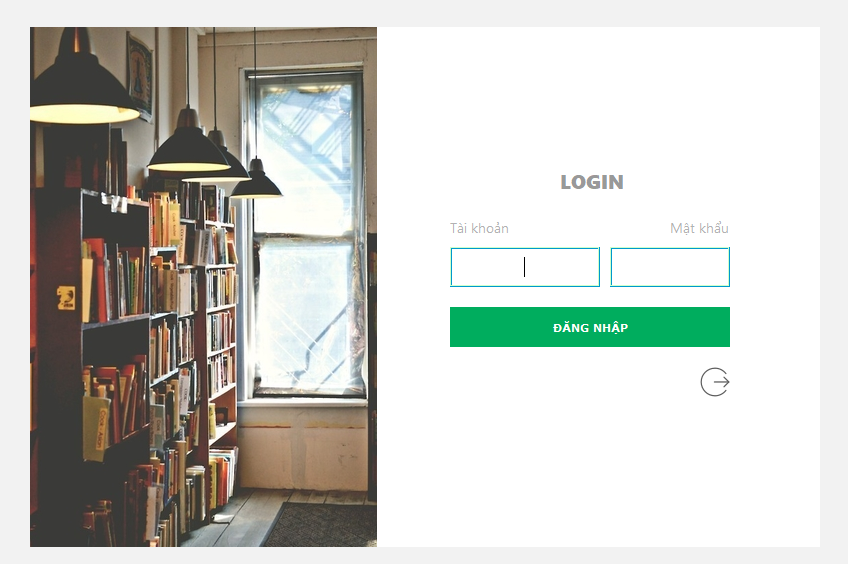 LOGIN
Tài khoản Mật khẩu
ĐĂNG NHẬP